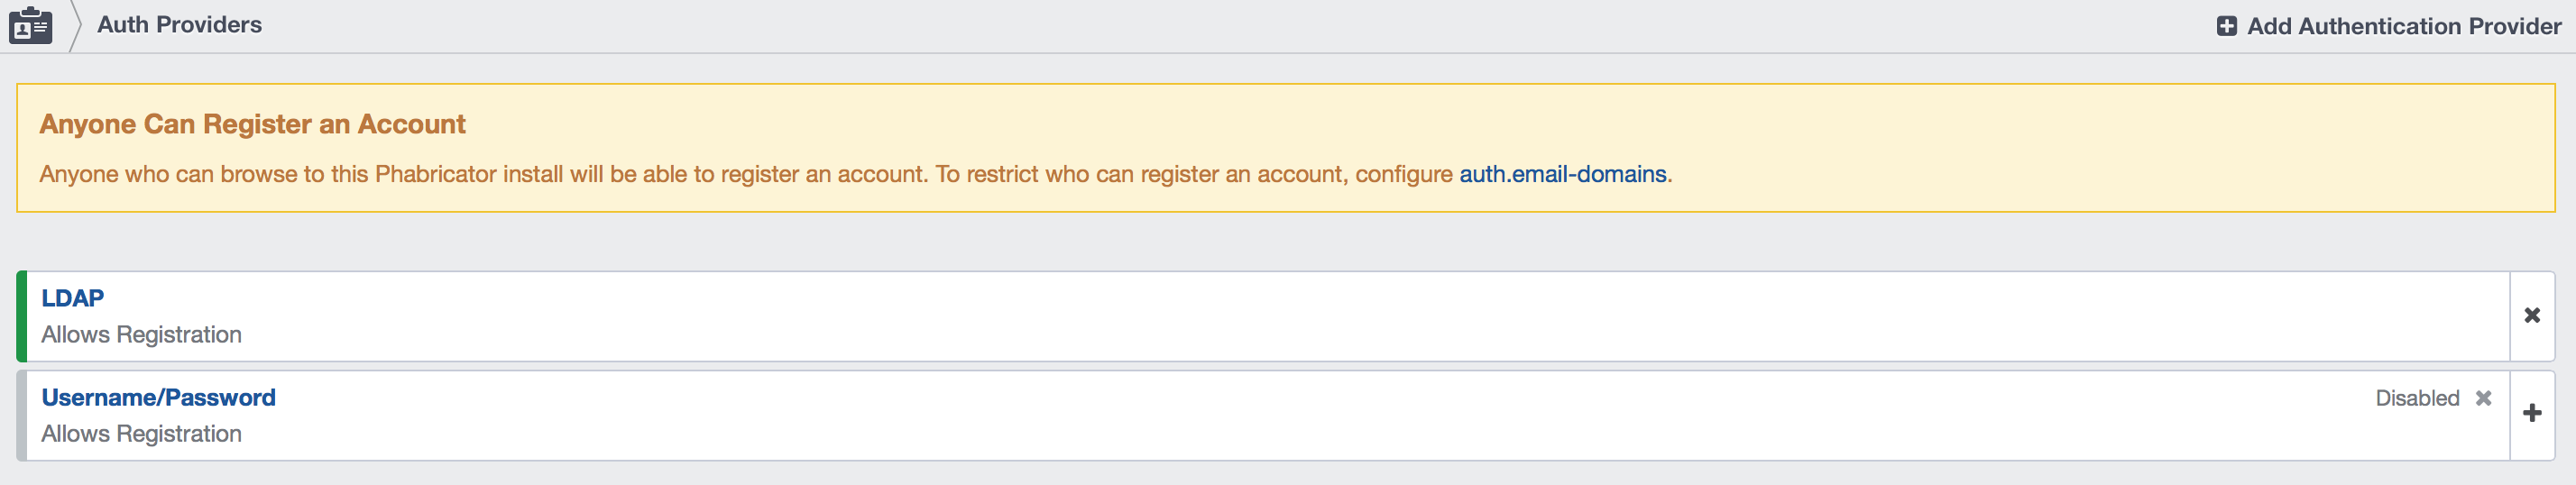 Auth Providers
Add Authentication Provider
Anyone Can Register an Account
Anyone who can browse to this Phabricator install will be able to register an account. To restrict who can register an account, configure auth.email-domains.
LDAP
Allows Registration
Username/Password
Disabled
Allows Registration